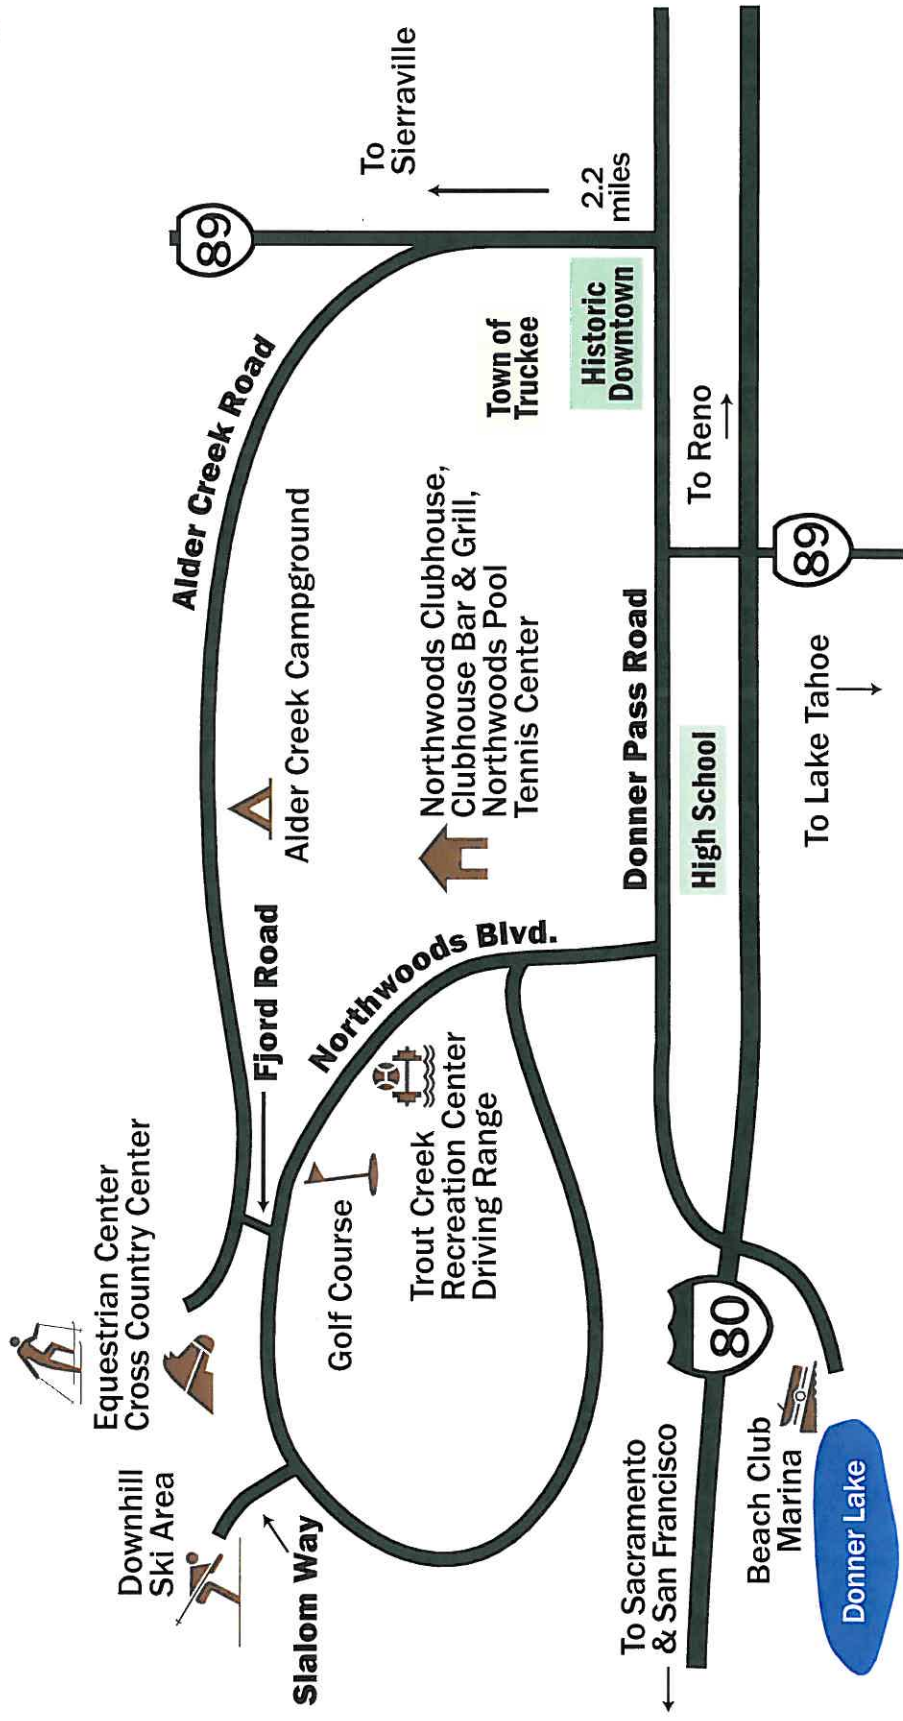 Downhill
Ski Area
Slalom Way
Equestrian Center
Cross Country Center
Fjord Road
Alder Creek Road
89
To
Sierraville
2.2
miles
Alder Creek Campground
Golf Course
Northwoods Blvd.
Trout Creek
Recreation Center
Driving Range
Northwoods Clubhouse,
Clubhouse Bar & Grill,
Northwoods Pool
Tennis Center
Town of
Truckee
Historic
Downtown
Donner Pass Road
High School
To Reno
To Sacramento
& San Francisco
80
89
To Lake Tahoe
Beach Club
Marina
Donner Lake